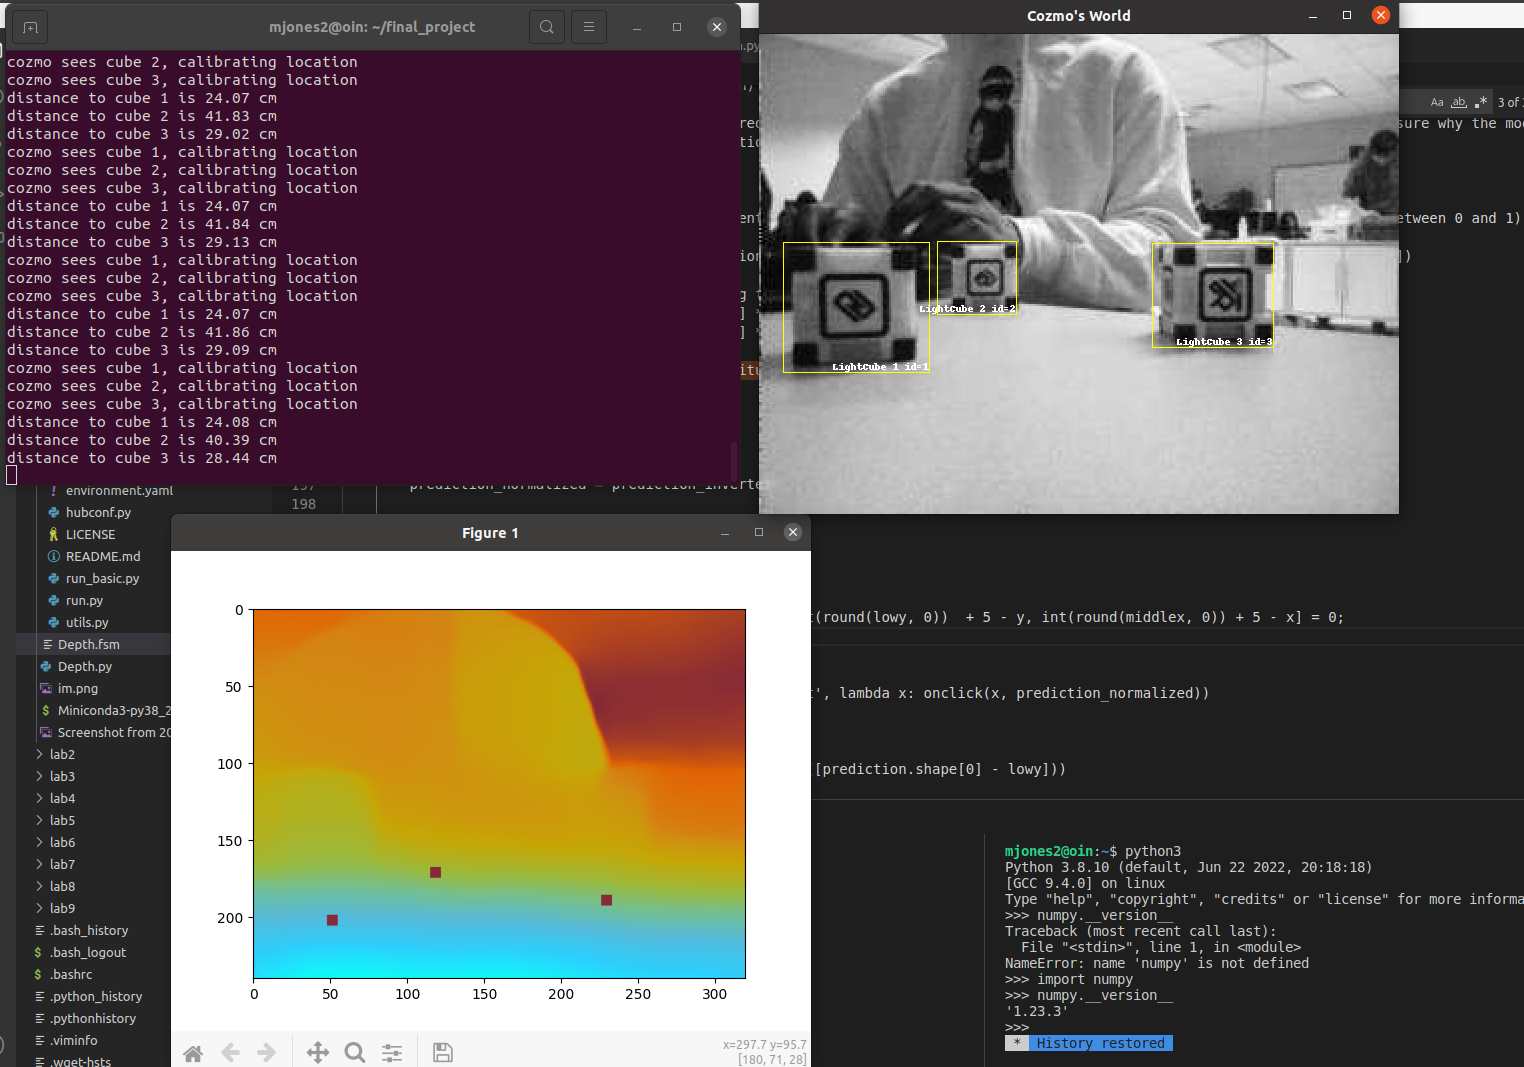 mjones2@oin: ~/final_project
cozmo sees cube 2, calibrating location
cozmo sees cube 3, calibrating location
distance to cube 1 is 24.07 cm
distance to cube 2 is 41.83 cm
distance to cube 3 is 29.02 cm
cozmo sees cube 1, calibrating location
cozmo sees cube 2, calibrating location
cozmo sees cube 3, calibrating location
distance to cube 1 is 24.07 cm
distance to cube 2 is 41.84 cm
distance to cube 3 is 29.13 cm
cozmo sees cube 1, calibrating location
cozmo sees cube 2, calibrating location
cozmo sees cube 3, calibrating location
distance to cube 1 is 24.07 cm
distance to cube 2 is 41.86 cm
distance to cube 3 is 29.09 cm
cozmo sees cube 1, calibrating location
cozmo sees cube 2, calibrating location
cozmo sees cube 3, calibrating location
distance to cube 1 is 24.08 cm
distance to cube 2 is 40.39 cm
distance to cube 3 is 28.44 cm
Cozmo's World
LightCube 2 id=2
LightCube 3 id=3
LightCube 1 id=1
Aa ab .* 3 of
sure why the mod
etween 0 and 1)
])
198
environment.yaml
hubconf.py
LICENSE
README.md
run_basic.py
run.py
utils.py
Depth.fsm
Depth.py
im.png
Miniconda3-py38_2
Screenshot from 20
lab2
lab3
lab4
lab5
lab6
lab7
lab8
lab9
.bash_history
.bash_logout
.bashrc
.python_history
.pythonhistory
.viminfo
.wget-hsts
Figure 1
0
50
100
150
200
0 50 100 150 200 250 300
x=297.7 y=95.7
[180, 71, 28]
t(round(lowy, 0)) + 5 - y, int(round(middlex, 0)) + 5 - x] = 0;
t', lambda x: onclick(x, prediction_normalized))
[prediction.shape[0] - lowy]))
mjones2@oin:~$ python3
Python 3.8.10 (default, Jun 22 2022, 20:18:18)
[GCC 9.4.0] on linux
Type "help", "copyright", "credits" or "license" for more informa
>>> numpy.__version__
Traceback (most recent call last):
File "<stdin>", line 1, in <module>
NameError: name 'numpy' is not defined
>>> import numpy
>>> numpy.__version__
'1.23.3'
>>>
* History restored